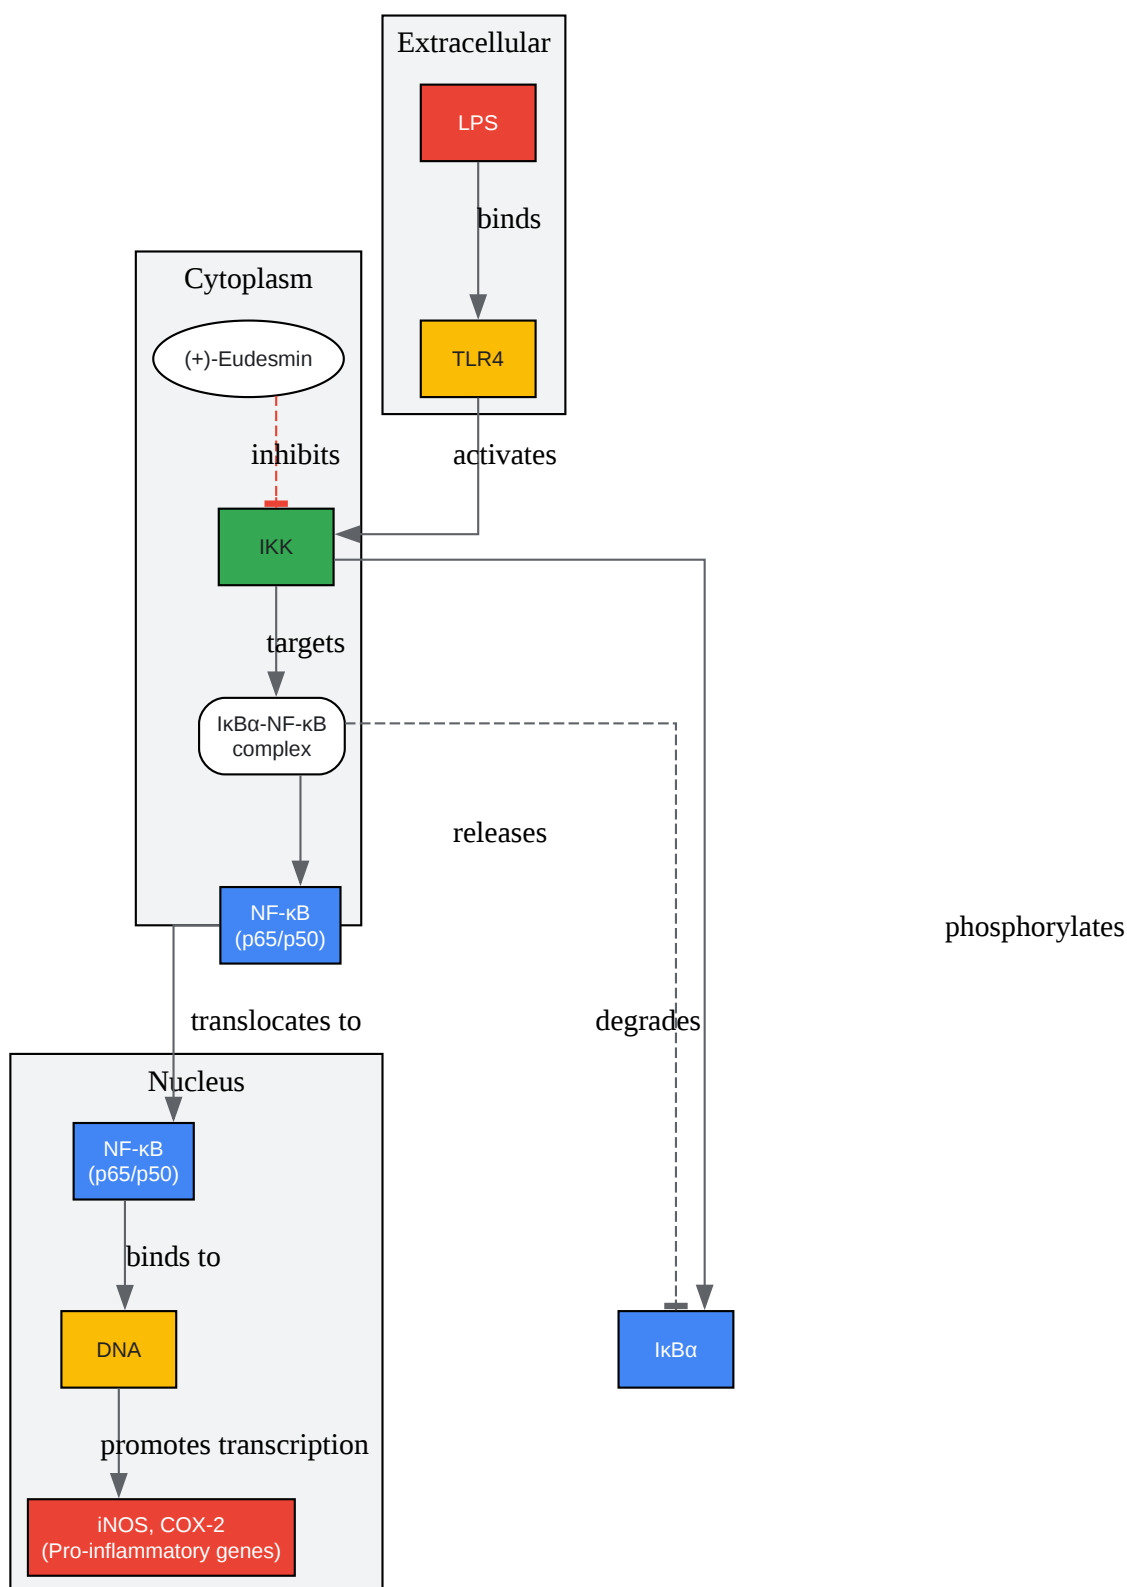 Extracellular
LPS
binds
Cytoplasm
(+)-Eudesmin
TLR4
inhibits
activates
IKK
targets
IκBα-NF-κB
complex
releases
NF-κB
(p65/p50)
phosphorylates
translocates to
degrades
Nucleus
NF-κB
(p65/p50)
binds to
DNA
IκBα
promotes transcription
iNOS, COX-2
(Pro-inflammatory genes)